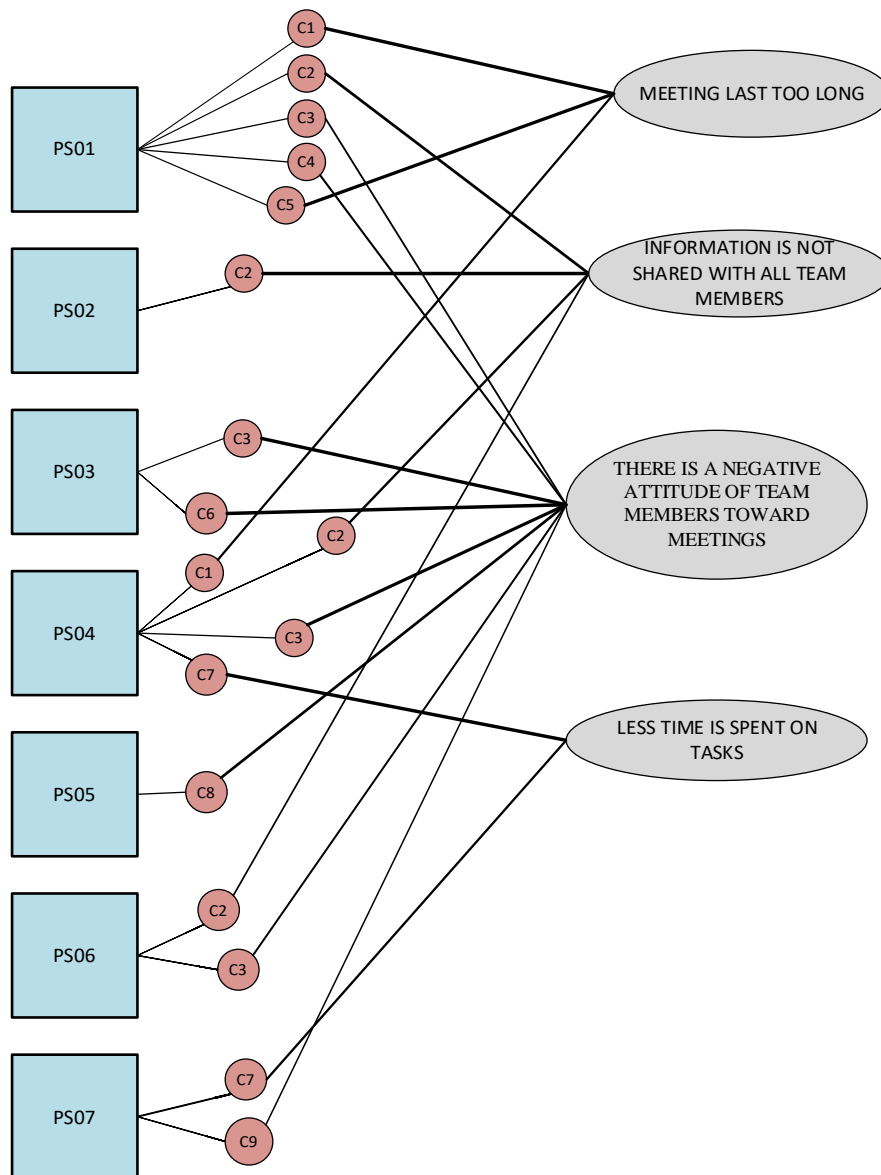 C1
C2
C3
C4
C5
PS01
MEETING LAST TOO LONG
C2
PS02
INFORMATION IS NOT
SHARED WITH ALL TEAM
MEMBERS
C3
PS03
C6
THERE IS A NEGATIVE
ATTITUDE OF TEAM
MEMBERS TOWARD
MEETINGS
C2
C1
PS04
C3
C7
LESS TIME IS SPENT ON
TASKS
PS05
C8
C2
PS06
C3
C7
PS07
C9